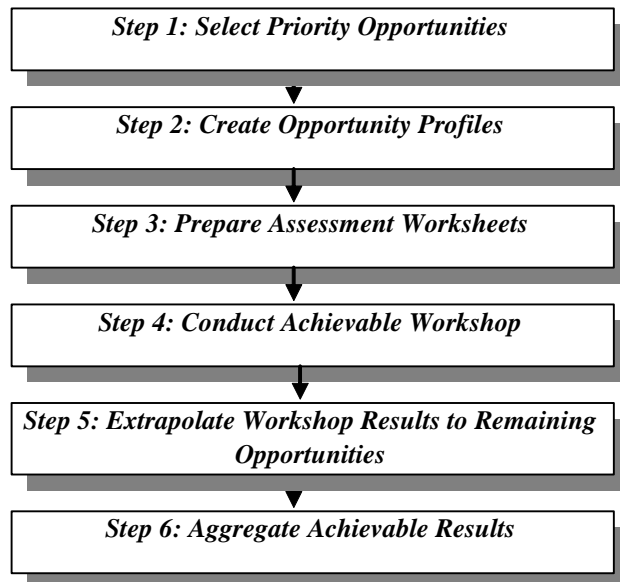 Step 1: Select Priority Opportunities
Step 2: Create Opportunity Profiles
Step 3: Prepare Assessment Worksheets
Step 4: Conduct Achievable Workshop
Step 5: Extrapolate Workshop Results to Remaining
Opportunities
Step 6: Aggregate Achievable Results